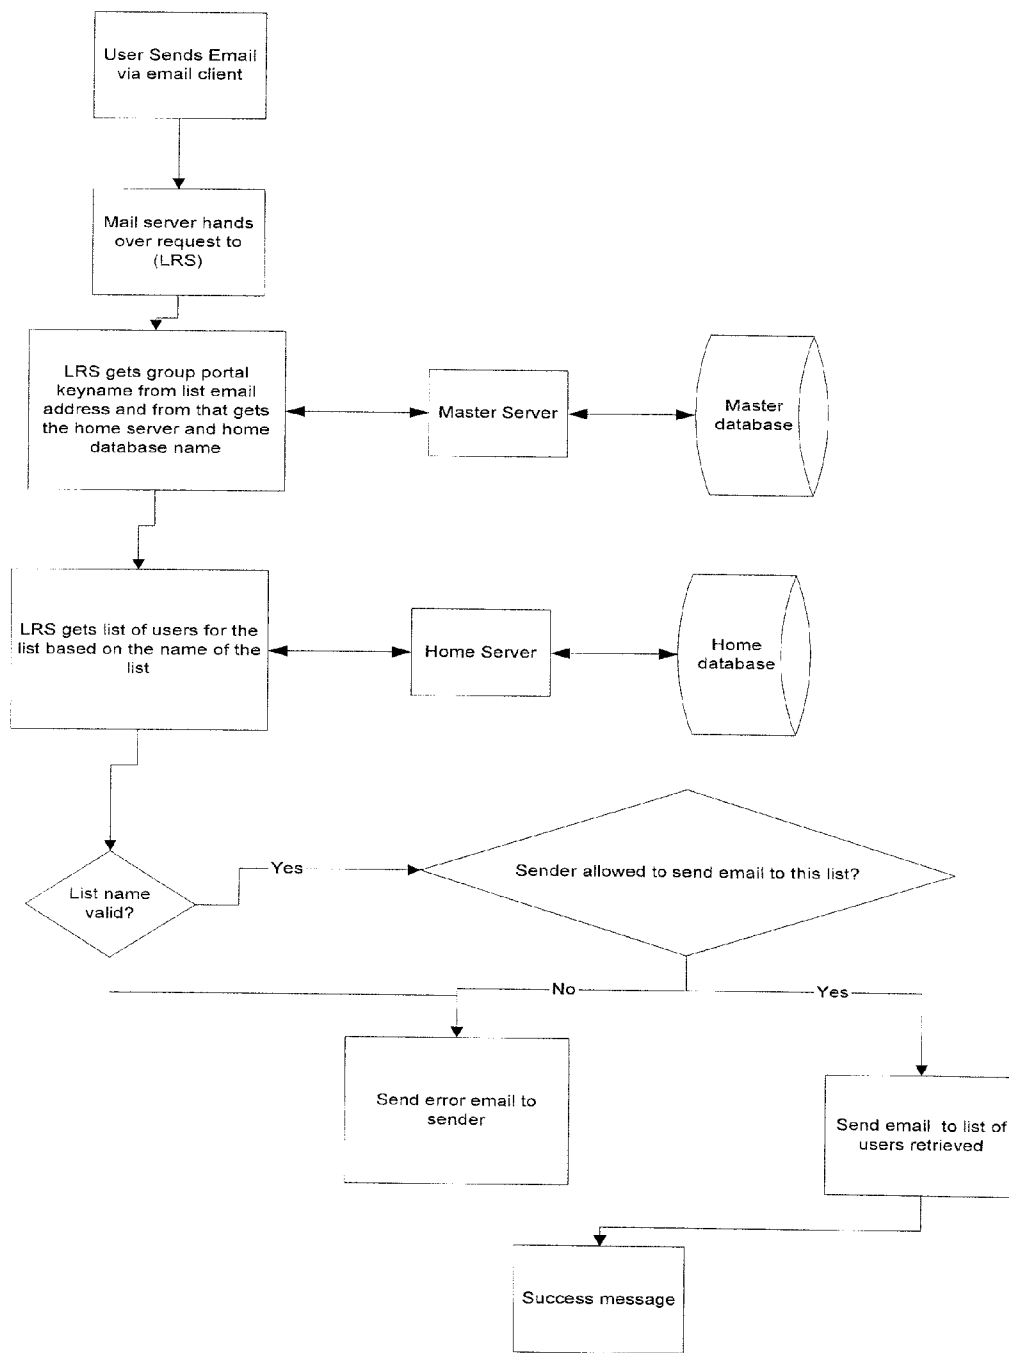 User Sends Email
via email client
Mail server hands
over request to
(LRS)
LRS gets group portal
keyname from list email
address and from that gets
the home server and home
database name
Master Server
Master
database
LRS gets list of users for the
list based on the name of the
list
Home Server
Home
database
List name
valid?
Yes
Sender allowed to send email to this list?
No
Yes
Send error email to
sender
Send email to list of
users retrieved
Success message